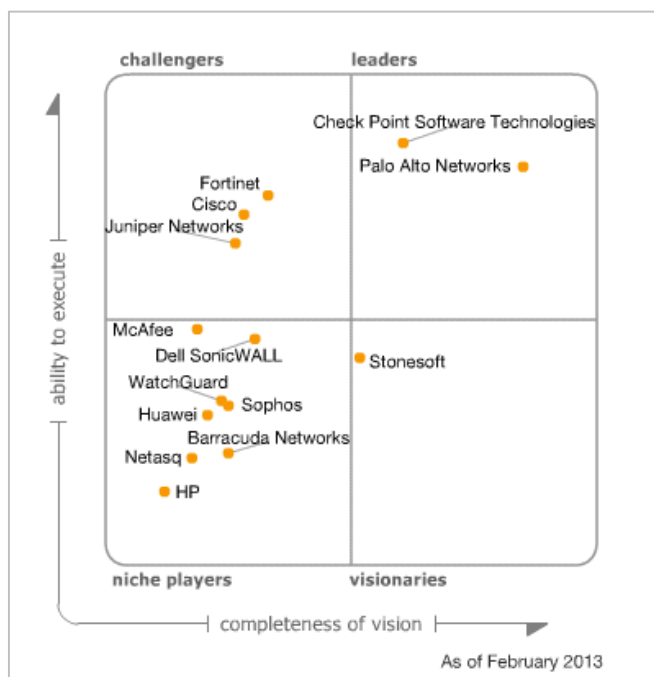 challengers
leaders
Check Point Software Technologies
Palo Alto Networks
Fortinet
Cisco
Juniper Networks
McAfee
Dell SonicWALL
Stonesoft
WatchGuard
Sophos
Huawei
Barracuda Networks
Netasq
HP
niche players
visionaries
ability to execute
completeness of vision
As of February 2013